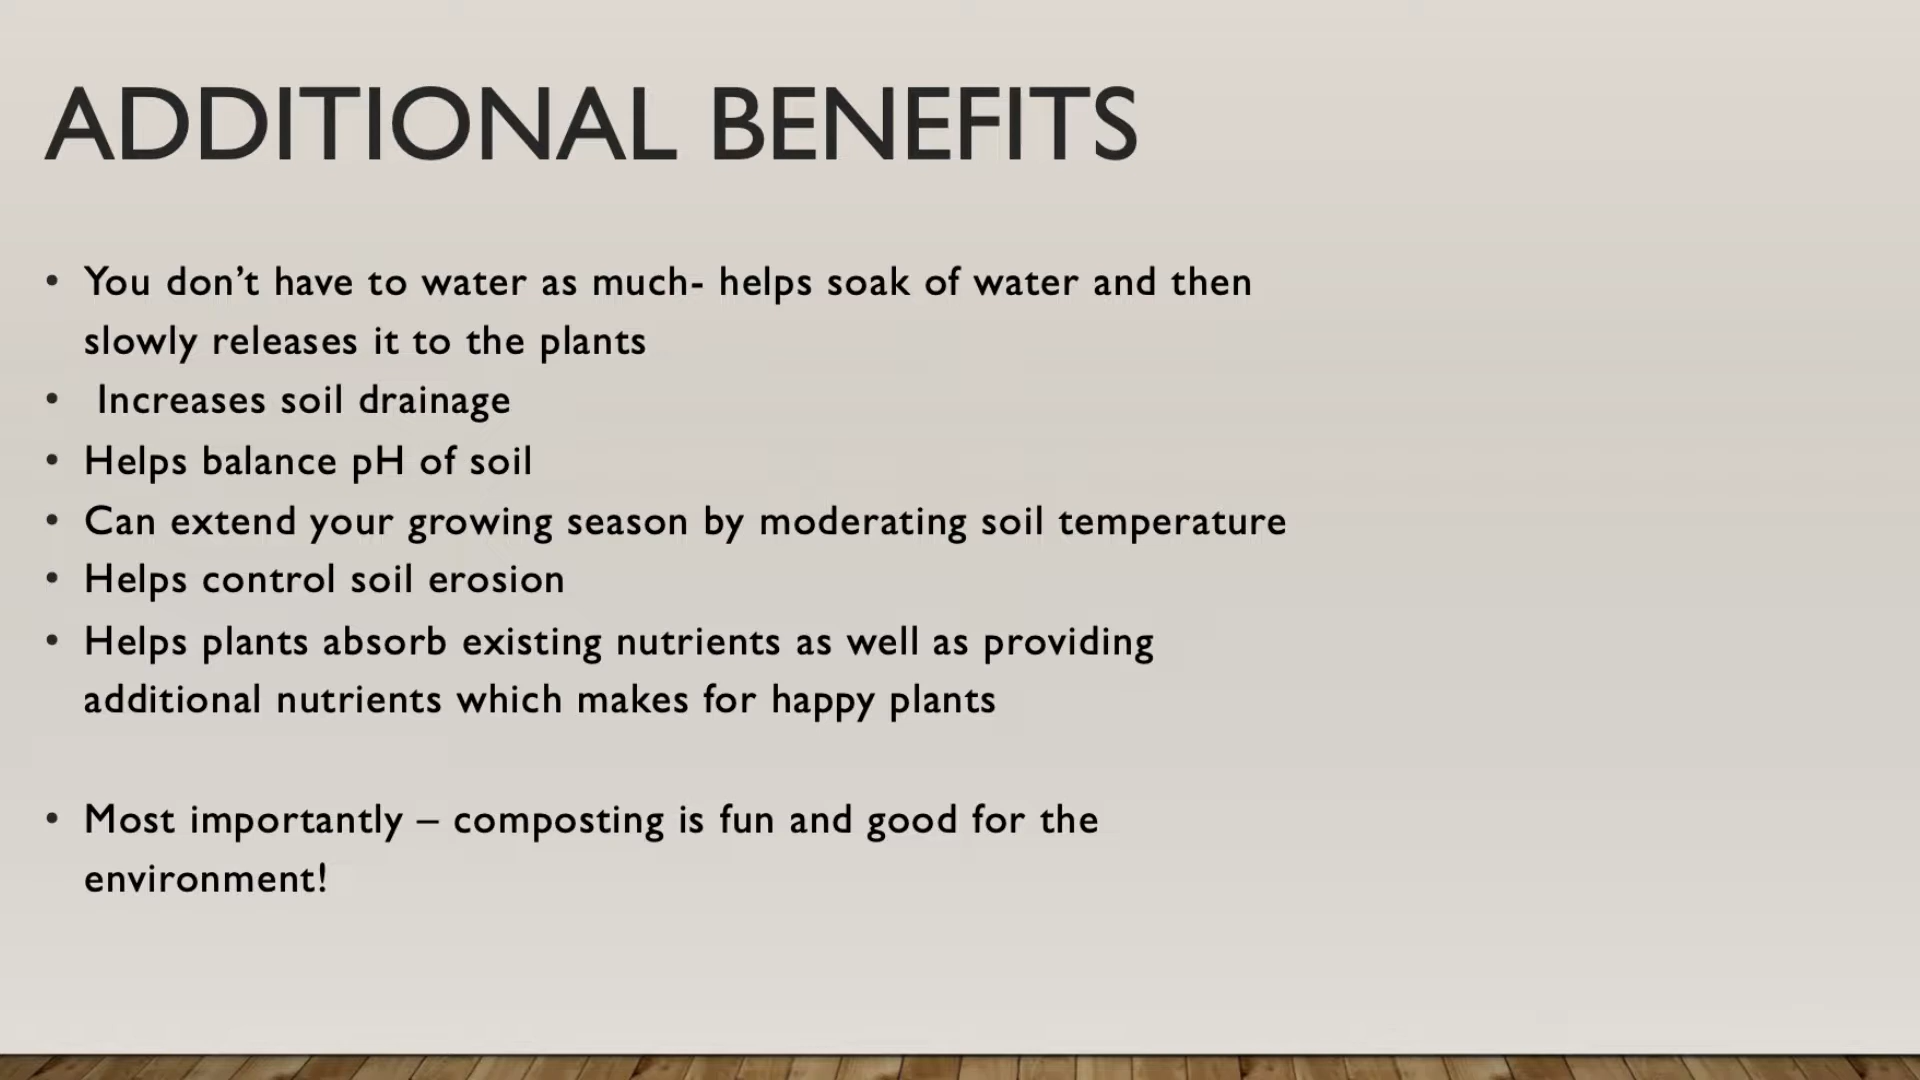 ADDITIONAL BENEFITS
• You don’t have to water as much- helps soak of water and then
slowly releases it to the plants
• Increases soil drainage
• Helps balance pH of soil
• Can extend your growing season by moderating soil temperature
• Helps control soil erosion
• Helps plants absorb existing nutrients as well as providing
additional nutrients which makes for happy plants
• Most importantly – composting is fun and good for the
environment!